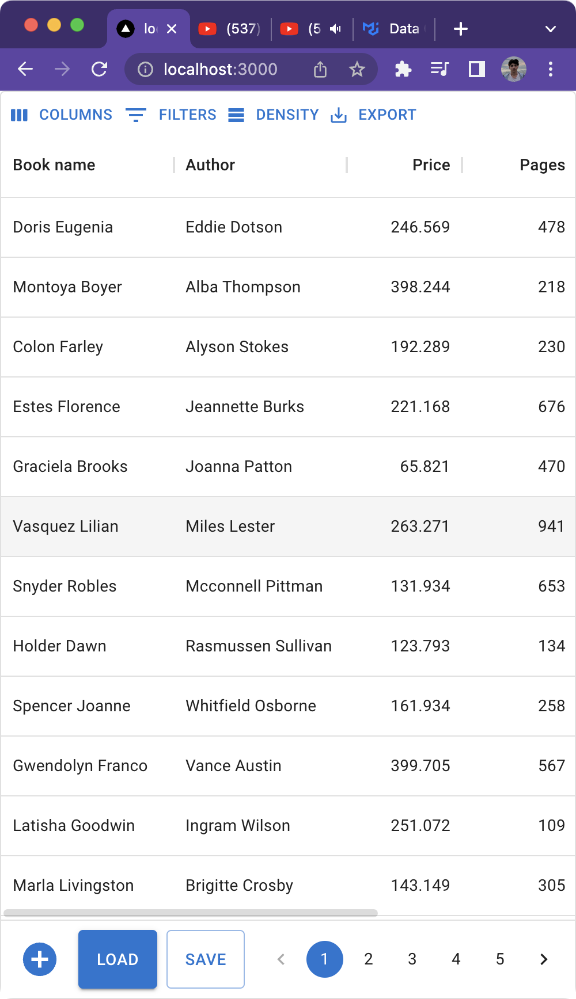 lo (537) (5 Data
localhost:3000
COLUMNS FILTERS DENSITY EXPORT
Book name Author Price Pages
Doris Eugenia Eddie Dotson 246.569 478
Montoya Boyer Alba Thompson 398.244 218
Colon Farley Alyson Stokes 192.289 230
Estes Florence Jeannette Burks 221.168 676
Graciela Brooks Joanna Patton 65.821 470
Vasquez Lilian Miles Lester 263.271 941
Snyder Robles Mcconnell Pittman 131.934 653
Holder Dawn Rasmussen Sullivan 123.793 134
Spencer Joanne Whitfield Osborne 161.934 258
Gwendolyn Franco Vance Austin 399.705 567
Latisha Goodwin Ingram Wilson 251.072 109
Marla Livingston Brigitte Crosby 143.149 305
LOAD SAVE 1 2 3 4 5